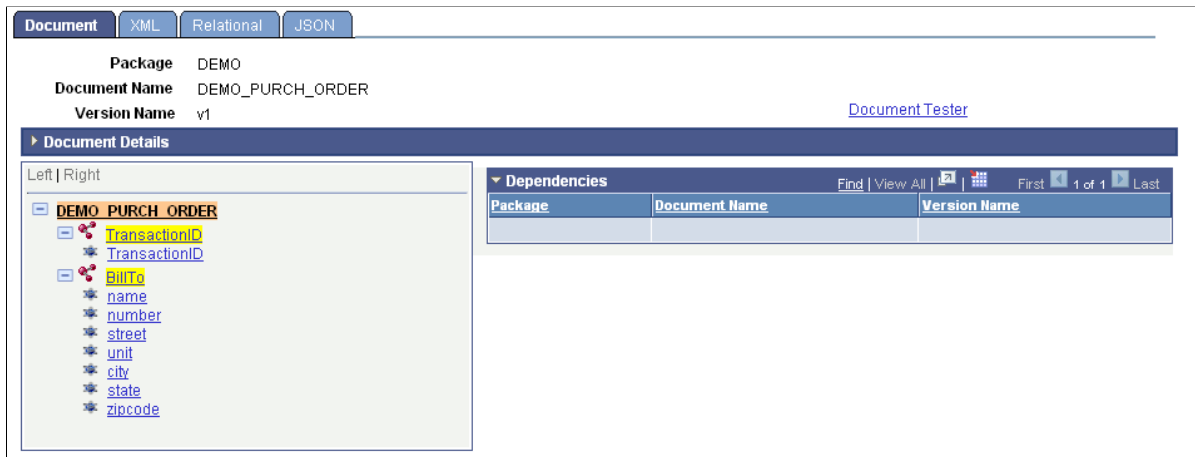 Document XML Relational JSON
Package DEMO
Document Name DEMO_PURCH_ORDER
Version Name v1
Document Tester
Document Details
Left | Right
DEMO_PURCH_ORDER
TransactionID
TransactionID
BillTo
name
number
street
unit
city
state
zipcode
Dependencies Find | View All | | First 1 of 1 Last
Package Document Name Version Name